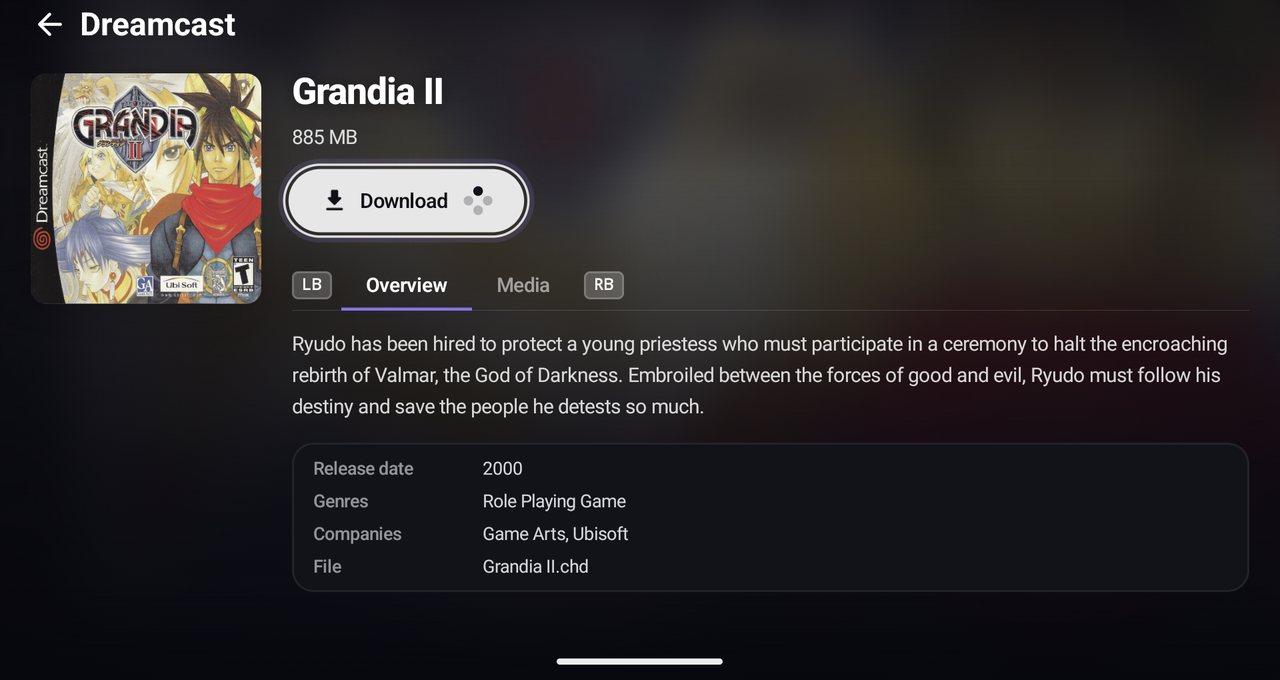 Dreamcast
GRANDIA
II
Dreamcast
GA
Ubi Soft
TEEN
T
ESRB
Grandia II
885 MB
Download
LB
Overview
Media
RB
Ryudo has been hired to protect a young priestess who must participate in a ceremony to halt the encroaching
rebirth of Valmar, the God of Darkness. Embroiled between the forces of good and evil, Ryudo must follow his
destiny and save the people he detests so much.
Release date 2000
Genres Role Playing Game
Companies Game Arts, Ubisoft
File Grandia II.chd